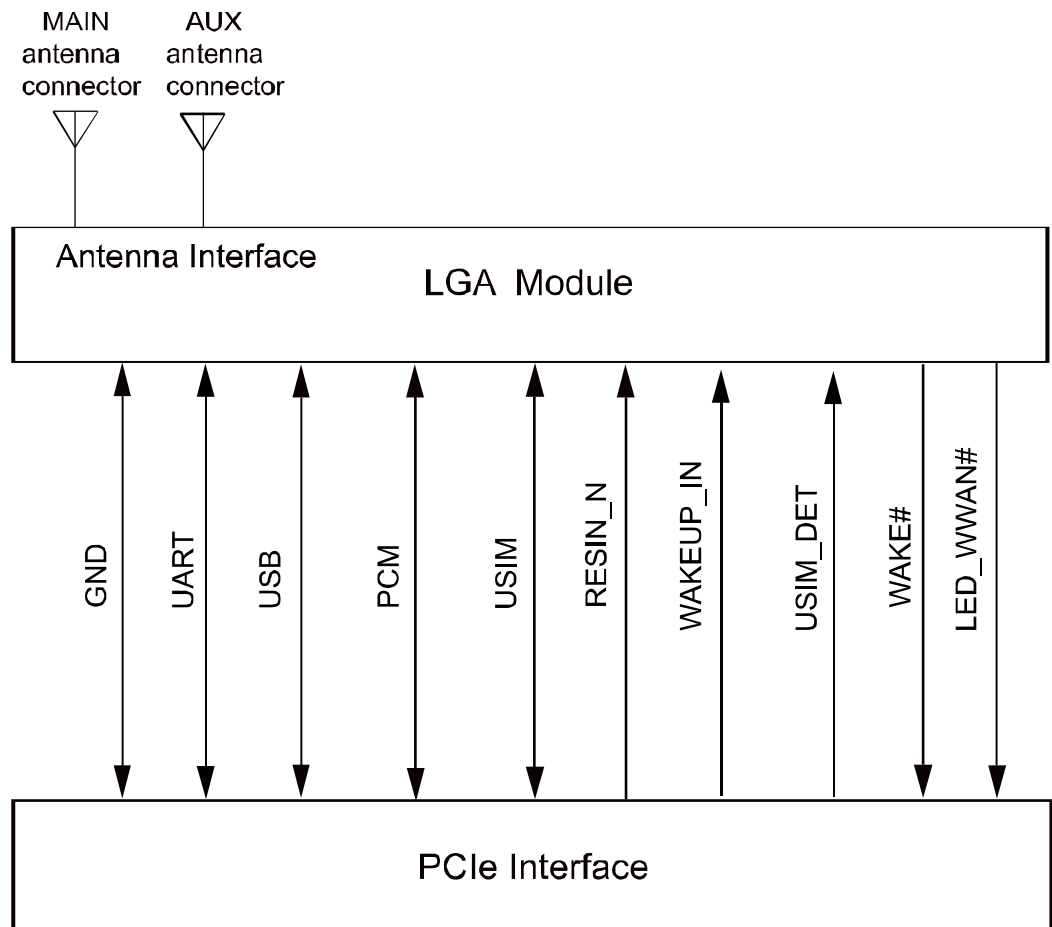 MAIN
antenna
connector
AUX
antenna
connector
Antenna Interface
LGA Module
GND
UART
USB
PCM
USIM
RESIN_N
WAKEUP_IN
USIM_DET
WAKE#
LED_WWAN#
PCIe Interface